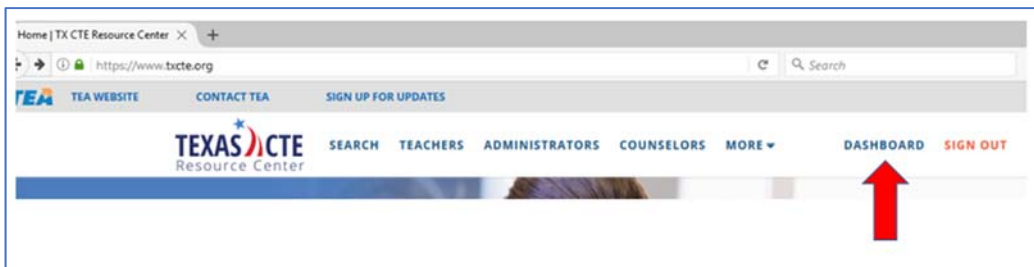 Home | TX CTE Resource Center × +
https://www.txcte.org Search
TEA TEA WEBSITE CONTACT TEA SIGN UP FOR UPDATES
TEXAS CTE SEARCH TEACHERS ADMINISTRATORS COUNSELORS MORE DASHBOARD SIGN OUT
Resource Center